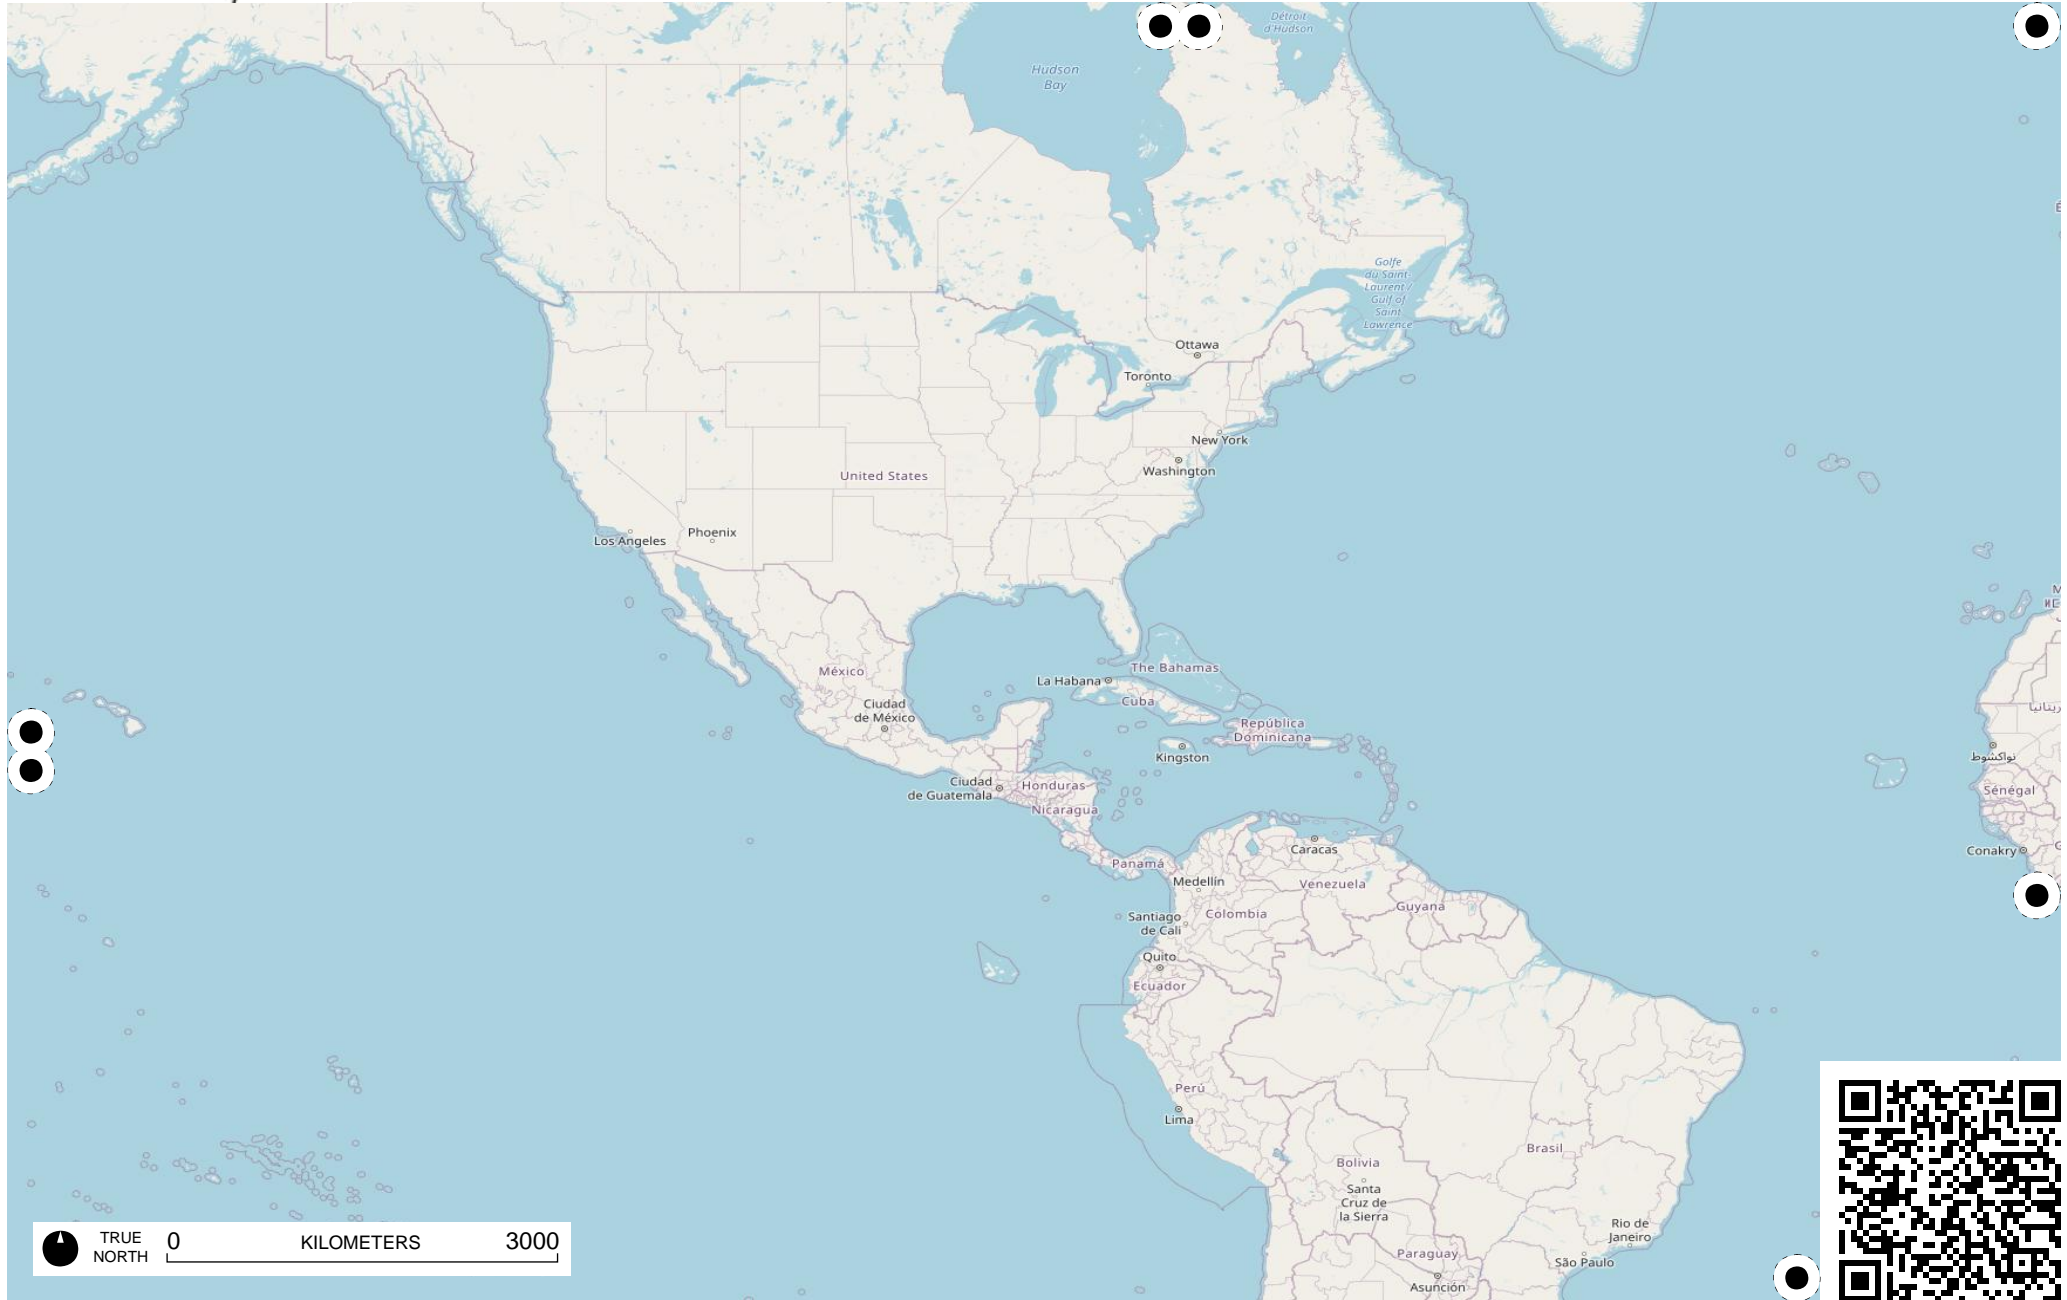 Détroit
d'Hudson
Hudson
Bay
Golfe
du Saint-
Laurent /
Gulf of
Saint
Lawrence
Ottawa
Toronto
New York
Washington
United States
Phoenix
Los Angeles
México
Ciudad
de México
La Habana
The Bahamas
Cuba
República
Dominicana
Kingston
Ciudad
de Guatemala
Honduras
Nicaragua
نواكشوط
Sénégal
Conakry
Panamá
Caracas
Medellín
Venezuela
Guyana
Santiago
de Cali
Colombia
Quito
Ecuador
Perú
Lima
Brasil
Bolivia
Santa
Cruz de
la Sierra
Rio de
Janeiro
São Paulo
Paraguay
Asunción
TRUE
NORTH
0 KILOMETERS 3000